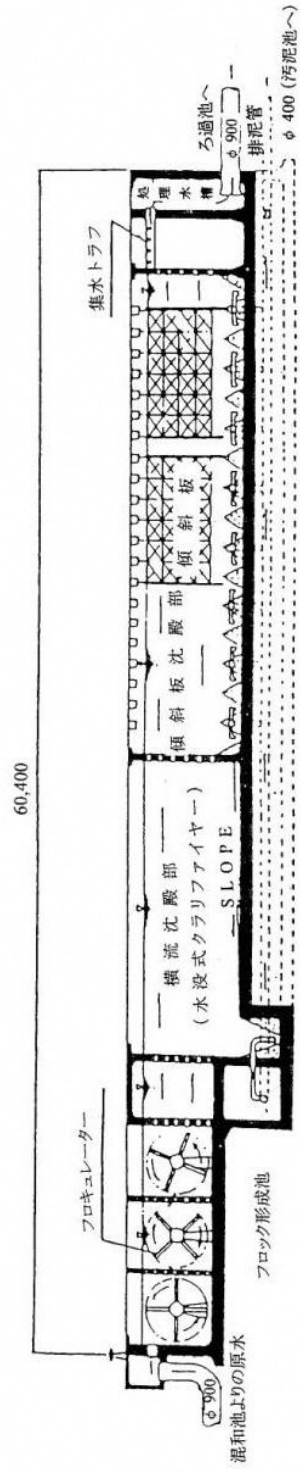 60,400
フロキュレーター
集水トラフ
処理水槽
ろ過池へ
φ 900
排泥管
φ 400 (汚泥池へ)
傾斜板
傾斜板沈殿部
横流沈殿部
(水没式クラリファイヤー)
SLOPE
フロック形成池
φ 900
混和池よりの原水